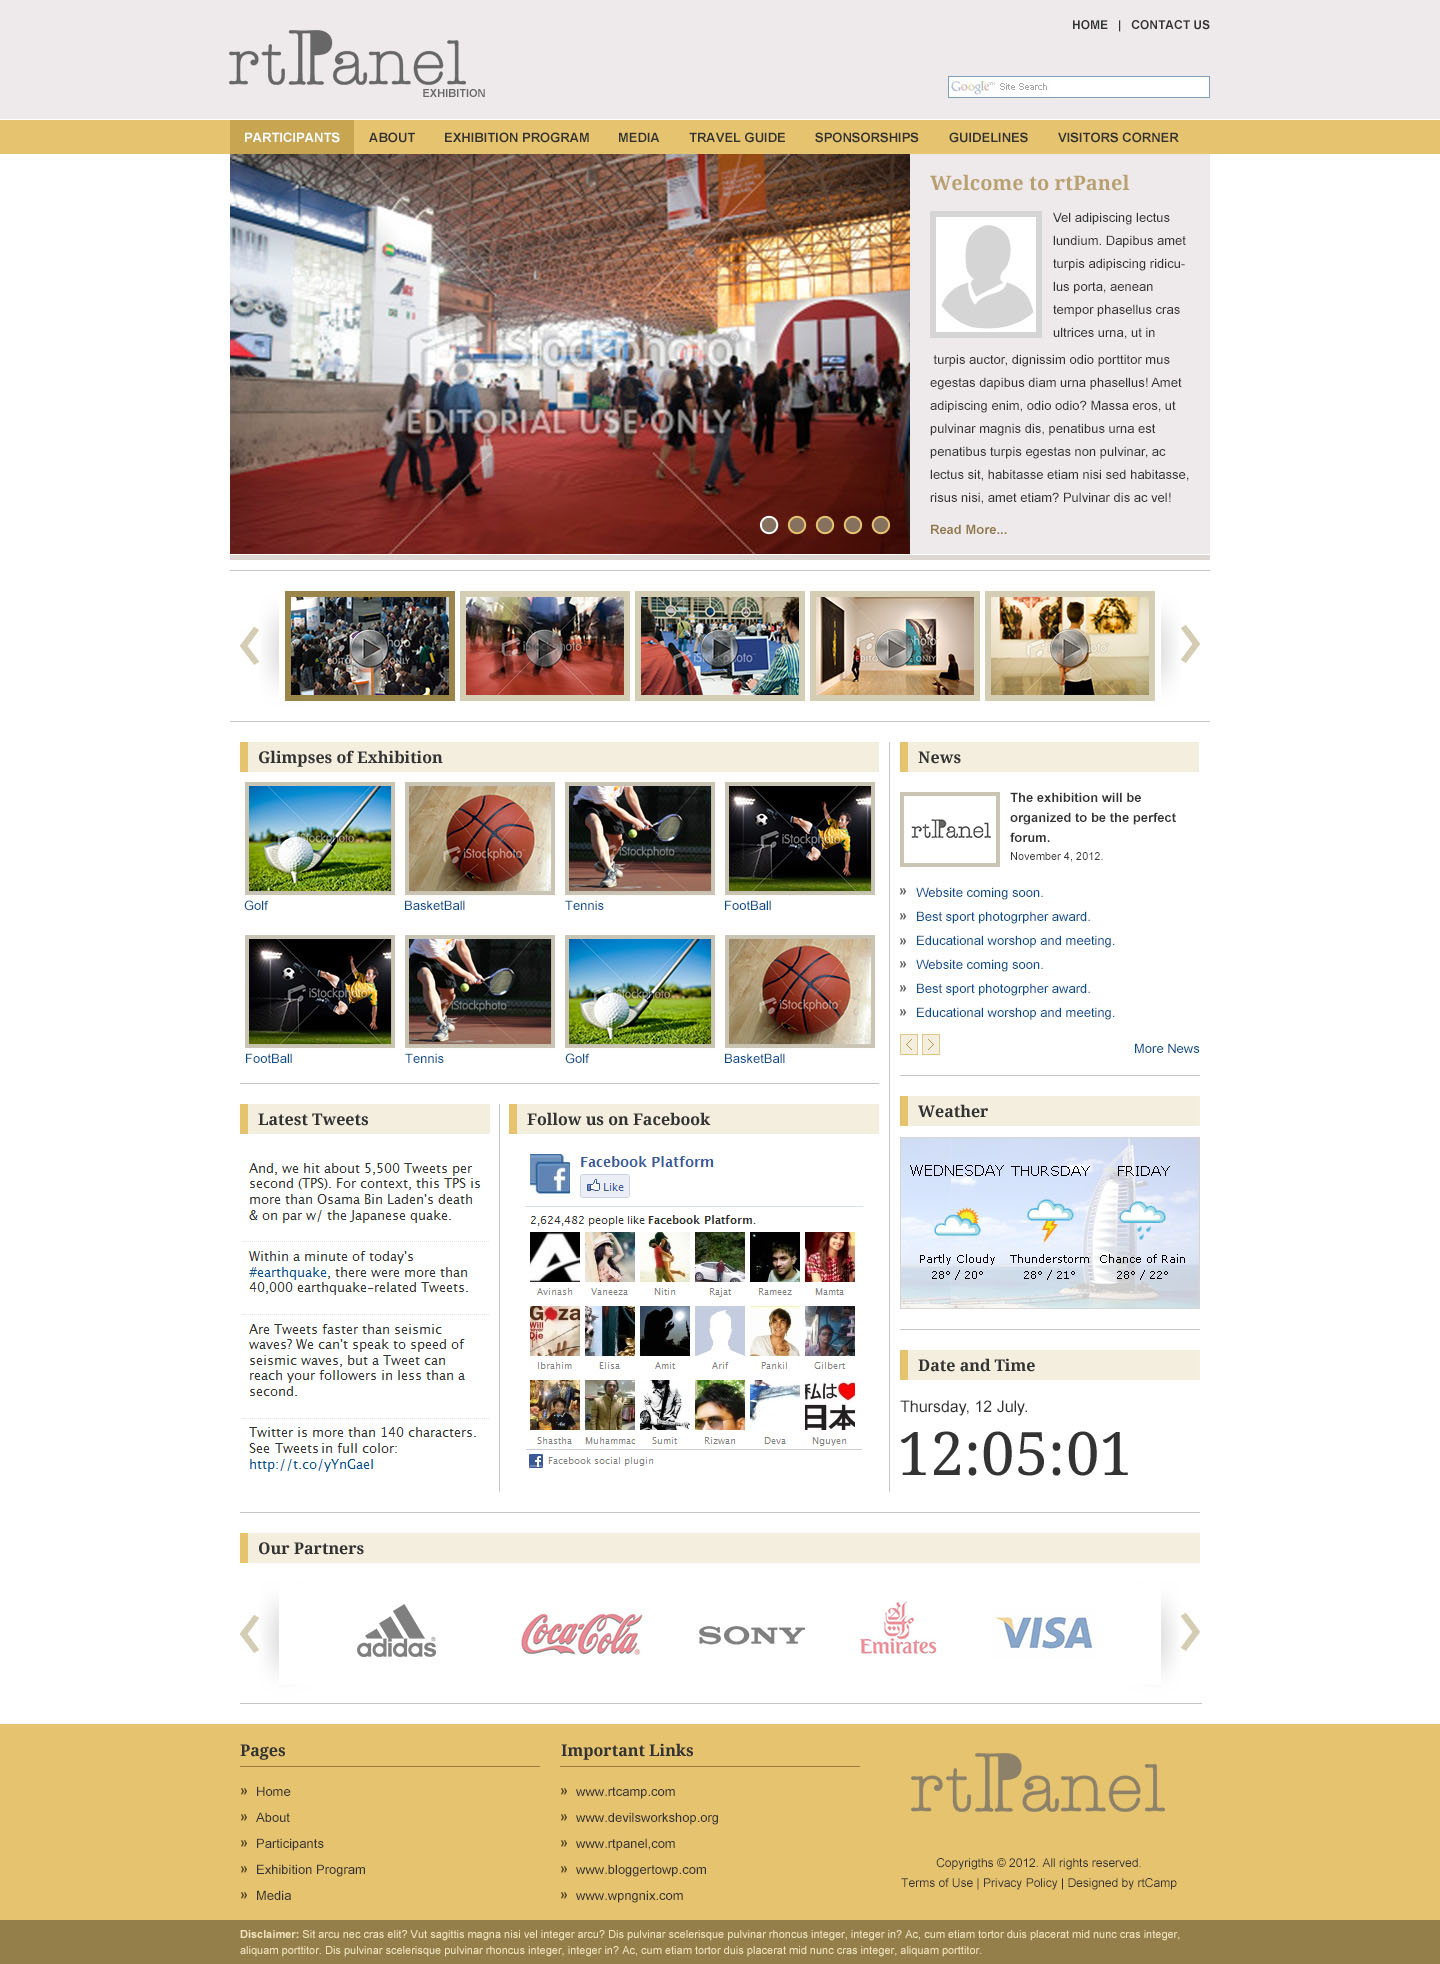 HOME | CONTACT US
rtPanel
EXHIBITION
Google™ Site Search
PARTICIPANTS ABOUT EXHIBITION PROGRAM MEDIA TRAVEL GUIDE SPONSORSHIPS GUIDELINES VISITORS CORNER
iStockphoto
EDITORIAL USE ONLY
Welcome to rtPanel
Vel adipiscing lectus
lundium. Dapibus amet
turpis adipiscing ridicu-
lus porta, aenean
tempor phasellus cras
ultrices urna, ut in
turpis auctor, dignissim odio porttitor mus
egestas dapibus diam urna phasellus! Amet
adipiscing enim, odio odio? Massa eros, ut
pulvinar magnis dis, penatibus urna est
penatibus turpis egestas non pulvinar, ac
lectus sit, habitasse etiam nisi sed habitasse,
risus nisi, amet etiam? Pulvinar dis ac vel!
Read More...
Glimpses of Exhibition
iStockphoto iStockphoto iStockphoto iStockphoto
Golf BasketBall Tennis FootBall
iStockphoto iStockphoto iStockphoto iStockphoto
FootBall Tennis Golf BasketBall
News
rtPanel
The exhibition will be
organized to be the perfect
forum.
November 4, 2012.
» Website coming soon.
» Best sport photogrpher award.
» Educational worshop and meeting.
» Website coming soon.
» Best sport photogrpher award.
» Educational worshop and meeting.
More News
Latest Tweets
And, we hit about 5,500 Tweets per
second (TPS). For context, this TPS is
more than Osama Bin Laden's death
& on par w/ the Japanese quake.
Within a minute of today's
#earthquake, there were more than
40,000 earthquake-related Tweets.
Are Tweets faster than seismic
waves? We can't speak to speed of
seismic waves, but a Tweet can
reach your followers in less than a
second.
Twitter is more than 140 characters.
See Tweets in full color:
http://t.co/yYnGael
Follow us on Facebook
Facebook Platform
Like
2,624,482 people like Facebook Platform.
Avinash Vaneeza Nitin Rajat Rameez Mamta
Goza
Will
Die
Ibrahim Elisa Amit Arif Pankil Gilbert
私は
日本
Shastha Muhammac Sumit Rizwan Deva Nguyen
Facebook social plugin
Weather
WEDNESDAY THURSDAY FRIDAY
Partly Cloudy Thunderstorm Chance of Rain
28° / 20° 28° / 21° 28° / 22°
Date and Time
Thursday, 12 July.
12:05:01
Our Partners
adidas Coca-Cola SONY Emirates VISA
Pages
» Home
» About
» Participants
» Exhibition Program
» Media
Important Links
» www.rtcamp.com
» www.devilsworkshop.org
» www.rtpanel,com
» www.bloggertowp.com
» www.wpngnix.com
rtPanel
Copyrigths © 2012. All rights reserved.
Terms of Use | Privacy Policy | Designed by rtCamp
Disclaimer: Sit arcu nec cras elit? Vut sagittis magna nisi vel integer arcu? Dis pulvinar scelerisque pulvinar rhoncus integer, integer in? Ac, cum etiam tortor duis placerat mid nunc cras integer,
aliquam porttitor. Dis pulvinar scelerisque pulvinar rhoncus integer, integer in? Ac, cum etiam tortor duis placerat mid nunc cras integer, aliquam porttitor.